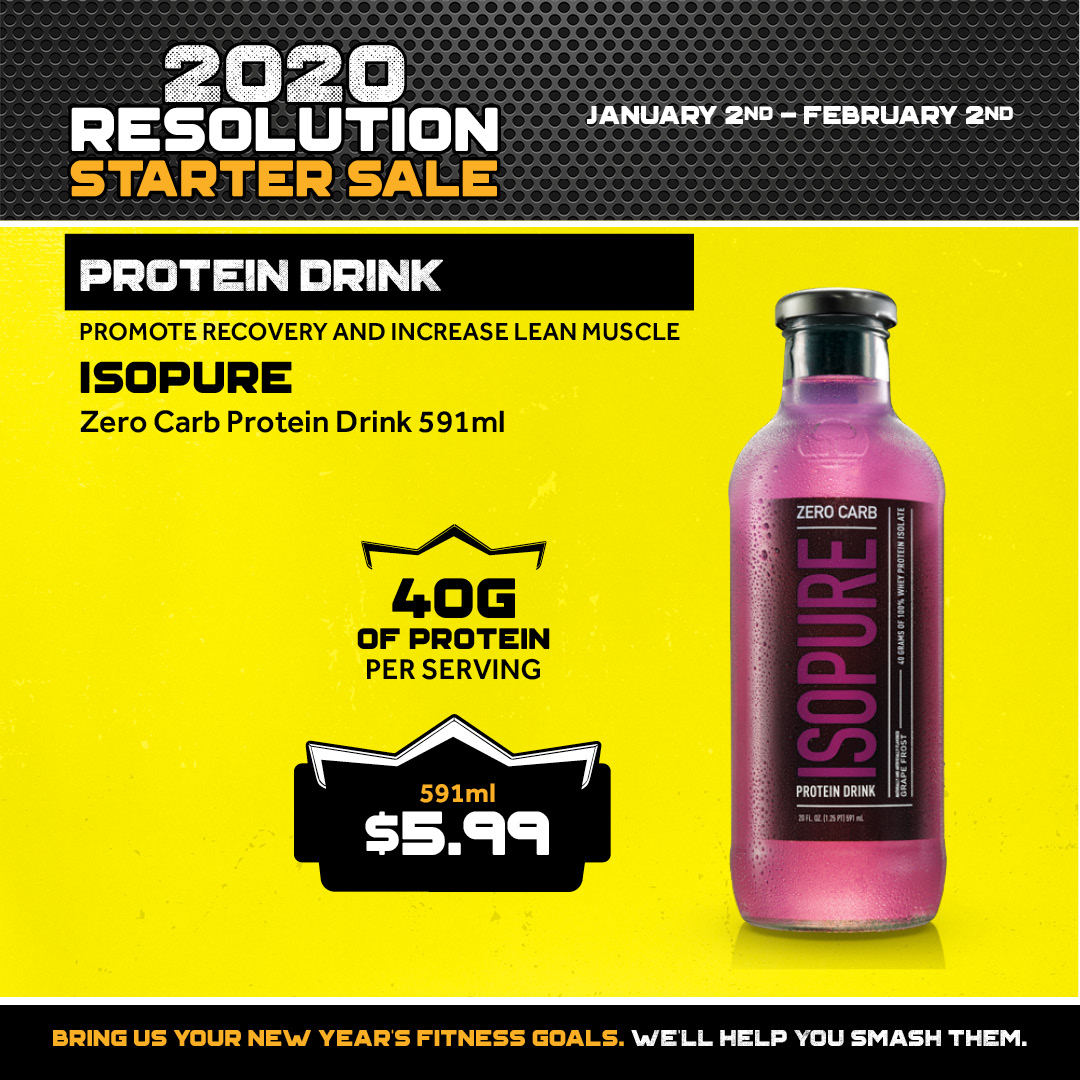 2020
RESOLUTION
STARTER SALE
JANUARY 2ND – FEBRUARY 2ND
PROTEIN DRINK
PROMOTE RECOVERY AND INCREASE LEAN MUSCLE
ISOPURE
Zero Carb Protein Drink 591ml
40G
OF PROTEIN
PER SERVING
591ml
$5.99
ZERO CARB
ISOPURE
40 GRAMS OF 100% WHEY PROTEIN ISOLATE
GRAPE FROST
PROTEIN DRINK
20 FL. OZ. (1.25 PT) 591 mL
BRING US YOUR NEW YEAR'S FITNESS GOALS. WE'LL HELP YOU SMASH THEM.